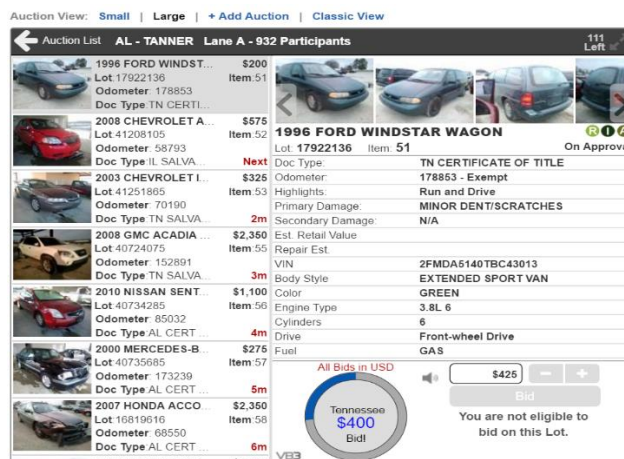 Auction View: Small | Large | + Add Auction | Classic View
Auction List AL - TANNER Lane A - 932 Participants
111 Left
1996 FORD WINDST... $200
Lot:17922136 Item:51
Odometer: 178853
Doc Type:TN CERTI...
2008 CHEVROLET A... $575
Lot:41208105 Item:52
Odometer: 58793
Doc Type:IL SALVA... Next
2003 CHEVROLET I... $325
Lot:41251865 Item:53
Odometer: 70190
Doc Type:TN SALVA... 2m
2008 GMC ACADIA ... $2,350
Lot:40724075 Item:55
Odometer: 152891
Doc Type:TN SALVA... 3m
2010 NISSAN SENT... $1,100
Lot:40734285 Item:56
Odometer: 85032
Doc Type:AL CERT ... 4m
2000 MERCEDES-B... $275
Lot:40735685 Item:57
Odometer: 173239
Doc Type:AL CERT ... 5m
2007 HONDA ACCO... $2,350
Lot:16819616 Item:58
Odometer: 68550
Doc Type:AL CERT ... 6m
1996 FORD WINDSTAR WAGON R I A
Lot: 17922136 Item: 51 On Approva
Doc Type: TN CERTIFICATE OF TITLE
Odometer: 178853 - Exempt
Highlights: Run and Drive
Primary Damage: MINOR DENT/SCRATCHES
Secondary Damage: N/A
Est. Retail Value
Repair Est.
VIN 2FMDA5140TBC43013
Body Style EXTENDED SPORT VAN
Color GREEN
Engine Type 3.8L 6
Cylinders 6
Drive Front-wheel Drive
Fuel GAS
All Bids in USD
Tennessee
$400
Bid!
VB3
$425
Bid
You are not eligible to
bid on this Lot.